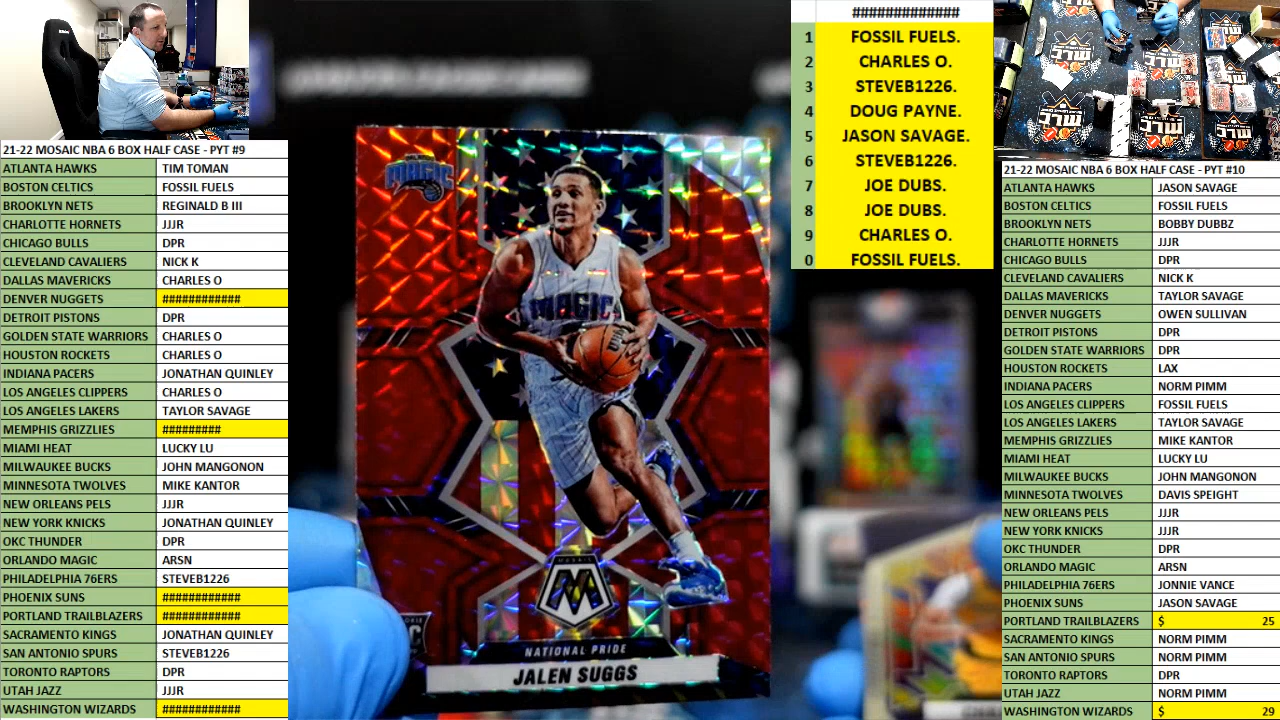 21-22 MOSAIC NBA 6 BOX HALF CASE - PYT #9
ATLANTA HAWKS TIM TOMAN
BOSTON CELTICS FOSSIL FUELS
BROOKLYN NETS REGINALD B III
CHARLOTTE HORNETS JJJR
CHICAGO BULLS DPR
CLEVELAND CAVALIERS NICK K
DALLAS MAVERICKS CHARLES O
DENVER NUGGETS ############
DETROIT PISTONS DPR
GOLDEN STATE WARRIORS CHARLES O
HOUSTON ROCKETS CHARLES O
INDIANA PACERS JONATHAN QUINLEY
LOS ANGELES CLIPPERS CHARLES O
LOS ANGELES LAKERS TAYLOR SAVAGE
MEMPHIS GRIZZLIES #########
MIAMI HEAT LUCKY LU
MILWAUKEE BUCKS JOHN MANGONON
MINNESOTA TWOLVES MIKE KANTOR
NEW ORLEANS PELS JJJR
NEW YORK KNICKS JONATHAN QUINLEY
OKC THUNDER DPR
ORLANDO MAGIC ARSN
PHILADELPHIA 76ERS STEVEB1226
PHOENIX SUNS ############
PORTLAND TRAILBLAZERS ############
SACRAMENTO KINGS JONATHAN QUINLEY
SAN ANTONIO SPURS STEVEB1226
TORONTO RAPTORS DPR
UTAH JAZZ JJJR
WASHINGTON WIZARDS ############
MAGIC
MAGIC
MOSAIC
M
NATIONAL PRIDE
JALEN SUGGS
#############
1 FOSSIL FUELS.
2 CHARLES O.
3 STEVEB1226.
4 DOUG PAYNE.
5 JASON SAVAGE.
6 STEVEB1226.
7 JOE DUBS.
8 JOE DUBS.
9 CHARLES O.
0 FOSSIL FUELS.
21-22 MOSAIC NBA 6 BOX HALF CASE - PYT #10
ATLANTA HAWKS JASON SAVAGE
BOSTON CELTICS FOSSIL FUELS
BROOKLYN NETS BOBBY DUBBZ
CHARLOTTE HORNETS JJJR
CHICAGO BULLS DPR
CLEVELAND CAVALIERS NICK K
DALLAS MAVERICKS TAYLOR SAVAGE
DENVER NUGGETS OWEN SULLIVAN
DETROIT PISTONS DPR
GOLDEN STATE WARRIORS DPR
HOUSTON ROCKETS LAX
INDIANA PACERS NORM PIMM
LOS ANGELES CLIPPERS FOSSIL FUELS
LOS ANGELES LAKERS TAYLOR SAVAGE
MEMPHIS GRIZZLIES MIKE KANTOR
MIAMI HEAT LUCKY LU
MILWAUKEE BUCKS JOHN MANGONON
MINNESOTA TWOLVES DAVIS SPEIGHT
NEW ORLEANS PELS JJJR
NEW YORK KNICKS JJJR
OKC THUNDER DPR
ORLANDO MAGIC ARSN
PHILADELPHIA 76ERS JONNIE VANCE
PHOENIX SUNS JASON SAVAGE
PORTLAND TRAILBLAZERS $ 25
SACRAMENTO KINGS NORM PIMM
SAN ANTONIO SPURS NORM PIMM
TORONTO RAPTORS DPR
UTAH JAZZ NORM PIMM
WASHINGTON WIZARDS $ 29